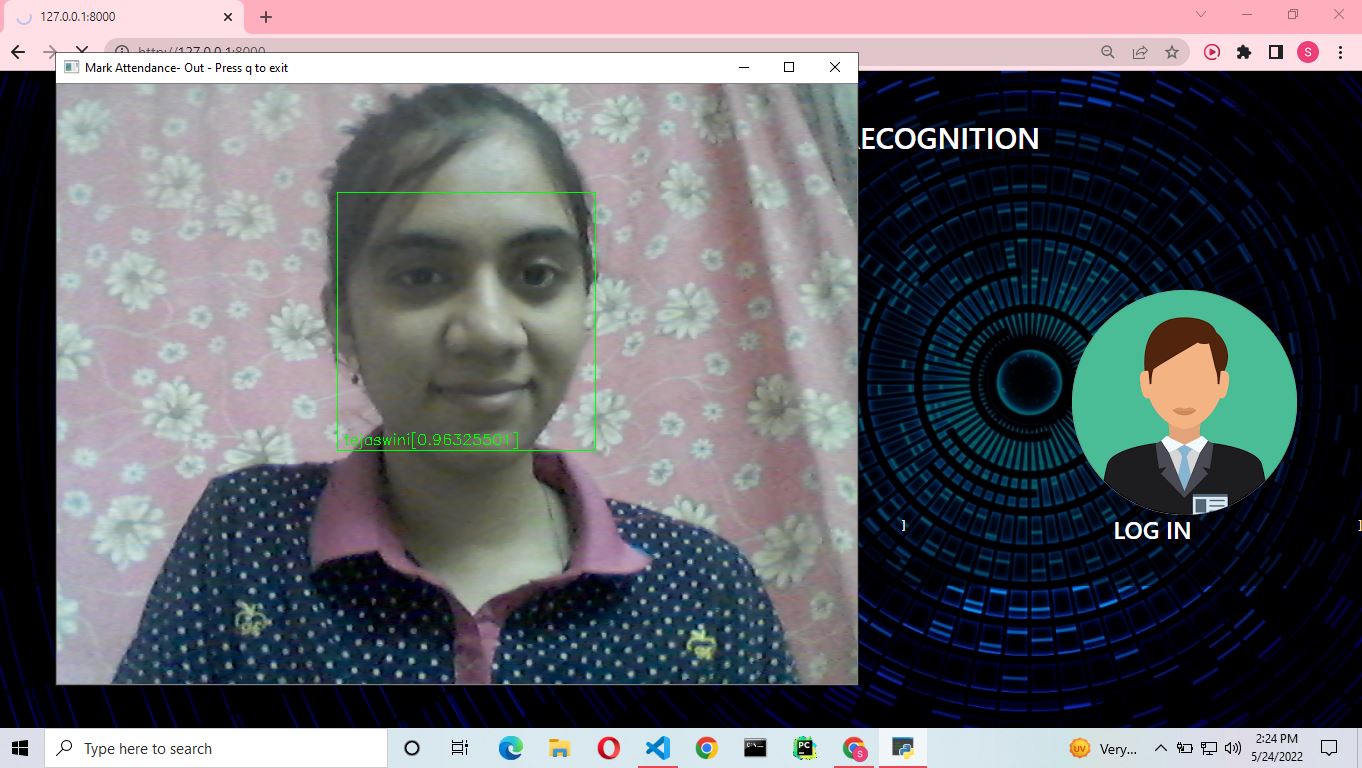 127.0.0.1:8000
http://127.0.0.1:8000
S
Mark Attendance- Out - Press q to exit
ECOGNITION
tejaswini[0.96325501]
]
LOG IN
]
Type here to search
UV
Very...
2:24 PM
5/24/2022